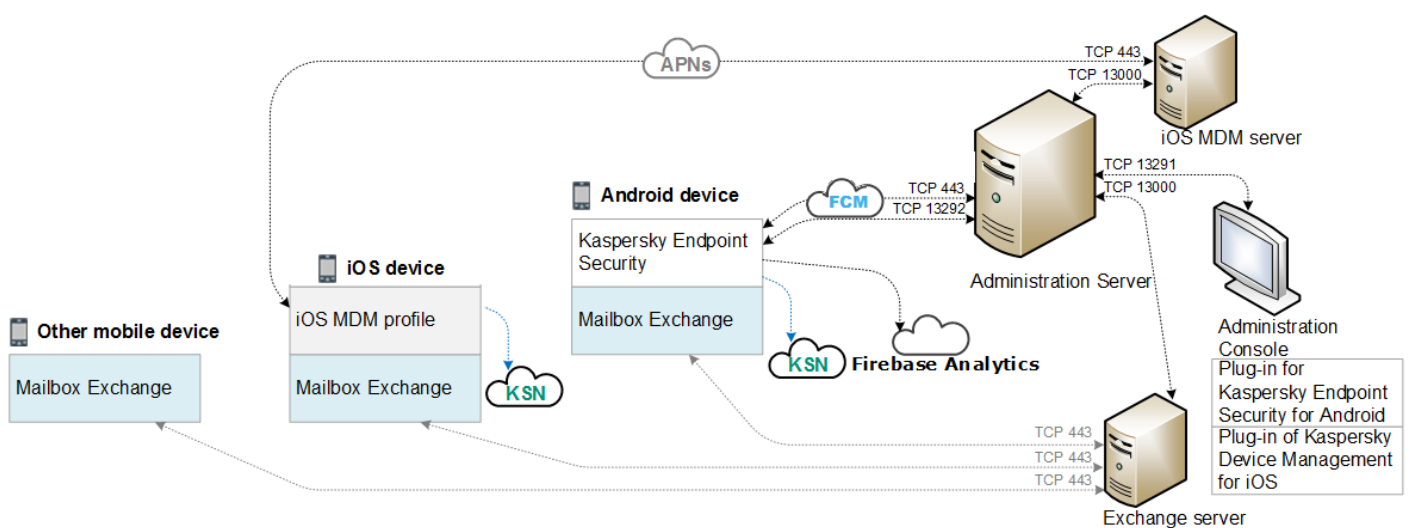 APNs
TCP 443
TCP 13000
iOS MDM server
TCP 13291
TCP 13000
Android device
FCM
TCP 443
TCP 13292
Kaspersky Endpoint
Security
Mailbox Exchange
Administration Server
iOS device
iOS MDM profile
Mailbox Exchange
KSN
Other mobile device
Mailbox Exchange
KSN
Firebase Analytics
Administration
Console
Plug-in for
Kaspersky Endpoint
Security for Android
Plug-in of Kaspersky
Device Management
for iOS
TCP 443
TCP 443
TCP 443
Exchange server